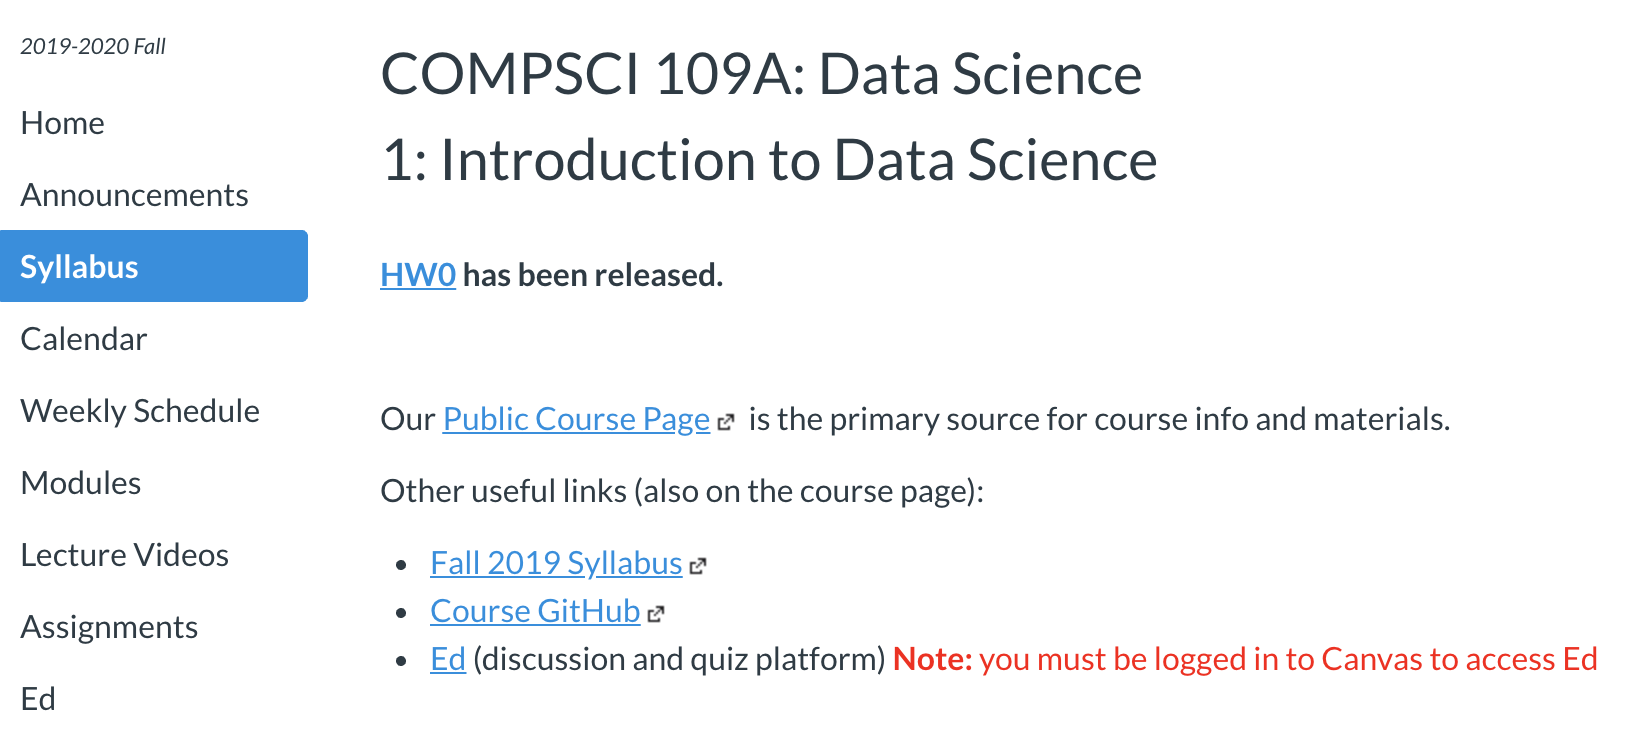 2019-2020 Fall
Home
Announcements
Syllabus
Calendar
Weekly Schedule
Modules
Lecture Videos
Assignments
Ed
COMPSCI 109A: Data Science
1: Introduction to Data Science
HW0 has been released.
Our Public Course Page is the primary source for course info and materials.
Other useful links (also on the course page):
• Fall 2019 Syllabus
• Course GitHub
• Ed (discussion and quiz platform) Note: you must be logged in to Canvas to access Ed